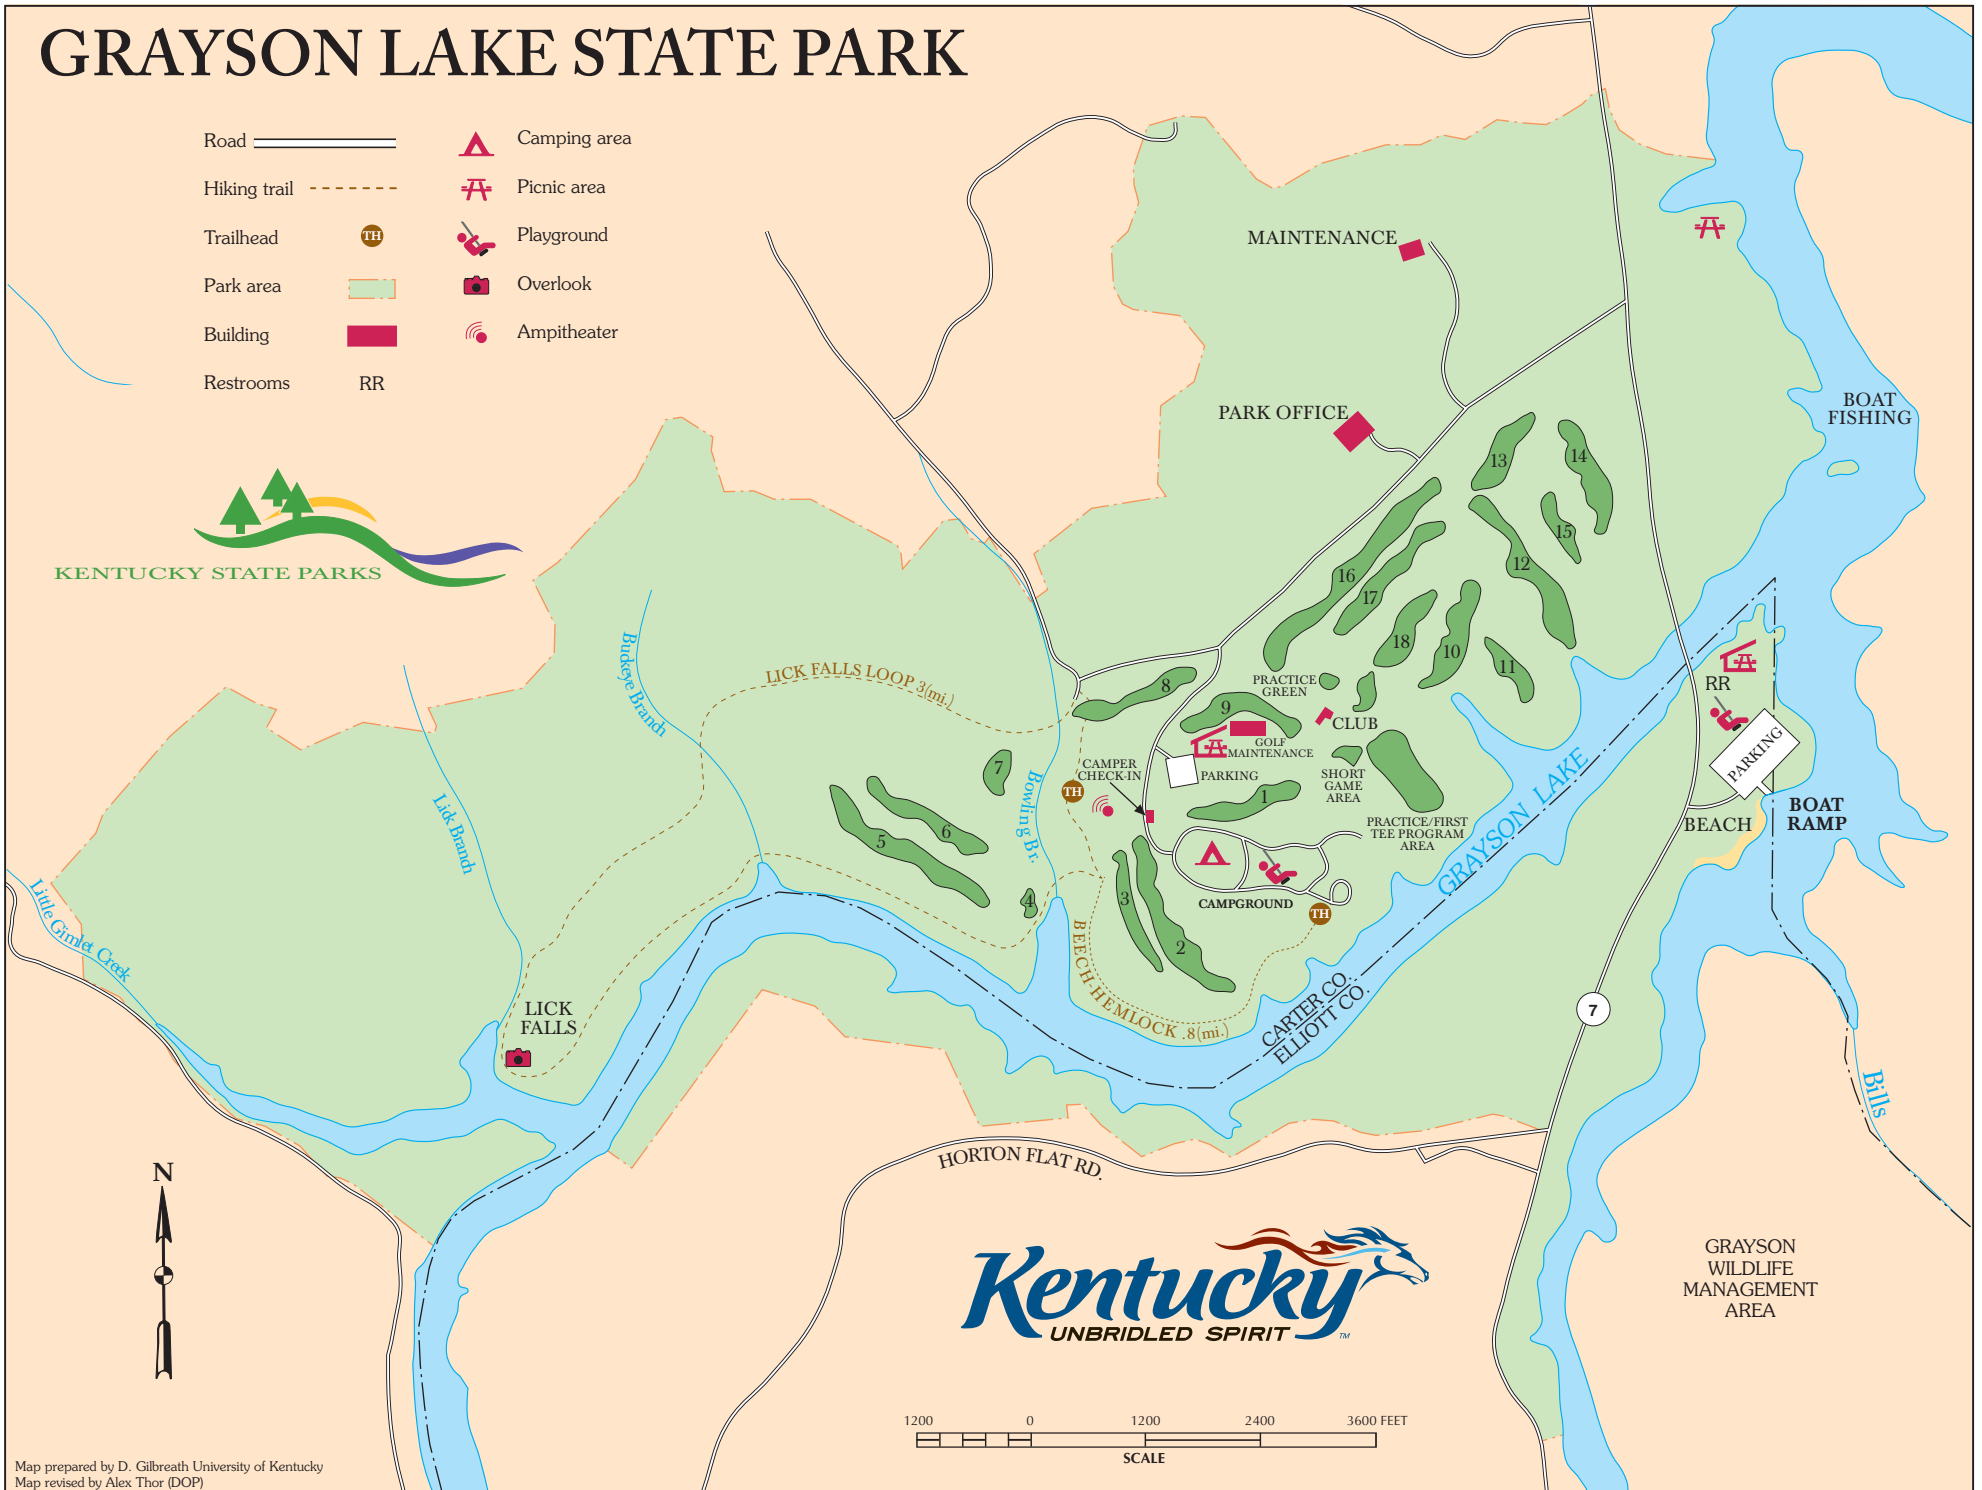 GRAYSON LAKE STATE PARK
Road
Hiking trail
Trailhead
TH
Park area
Building
Restrooms
RR
Camping area
Picnic area
Playground
Overlook
Ampitheater
KENTUCKY STATE PARKS
MAINTENANCE
PARK OFFICE
BOAT
FISHING
13
14
15
12
16
17
18
10
11
8
9
PRACTICE
GREEN
CLUB
GOLF
MAINTENANCE
PARKING
CAMPER
CHECK-IN
SHORT
GAME
AREA
1
PRACTICE/FIRST
TEE PROGRAM
AREA
RR
PARKING
BEACH
BOAT
RAMP
Buckeye Branch
LICK FALLS LOOP 3(mi.)
7
6
5
4
TH
Bowling Br.
Lick Branch
Little Gimlet Creek
3
2
CAMPGROUND
TH
BEECH-HEMLOCK .8(mi.)
GRAYSON LAKE
CARTER CO.
ELLIOTT CO.
LICK
FALLS
7
Bills
HORTON FLAT RD.
N
Kentucky
UNBRIDLED SPIRIT
TM
GRAYSON
WILDLIFE
MANAGEMENT
AREA
1200 0 1200 2400 3600 FEET
SCALE
Map prepared by D. Gilbreath University of Kentucky
Map revised by Alex Thor (DOP)